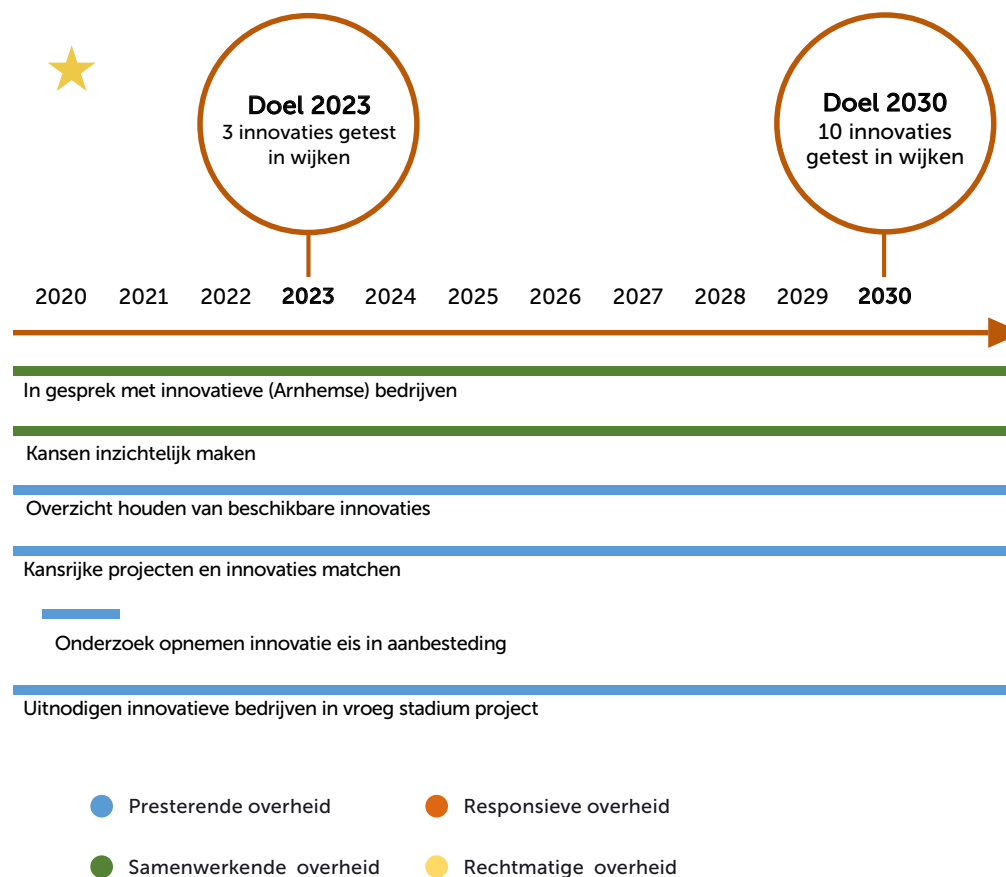 Doel 2023
3 innovaties getest
in wijken
Doel 2030
10 innovaties
getest in wijken
2020 2021 2022 2023 2024 2025 2026 2027 2028 2029 2030
In gesprek met innovatieve (Arnhemse) bedrijven
Kansen inzichtelijk maken
Overzicht houden van beschikbare innovaties
Kansrijke projecten en innovaties matchen
Onderzoek opnemen innovatie eis in aanbesteding
Uitnodigen innovatieve bedrijven in vroeg stadium project
Presterende overheid
Responsieve overheid
Samenwerkende overheid
Rechtmatige overheid